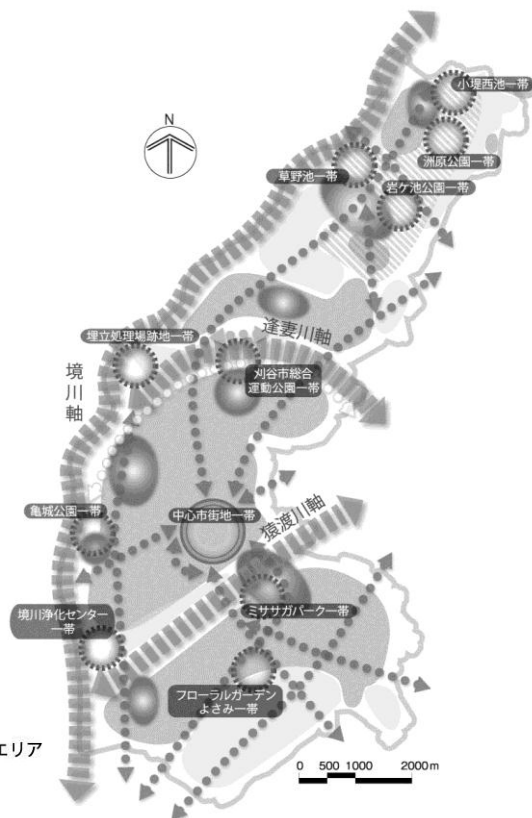 N
小堤西池一帯
洲原公園一帯
草野池一帯
岩ケ池公園一帯
逢妻川軸
埋立処理場跡地一帯
境川軸
刈谷市総合
運動公園一帯
亀城公園一帯
中心市街地一帯
猿渡川軸
境川浄化センター
一帯
ミササガパーク一帯
フローラルガーデン
よさみ一帯
エリア
0 500 1000 2000m